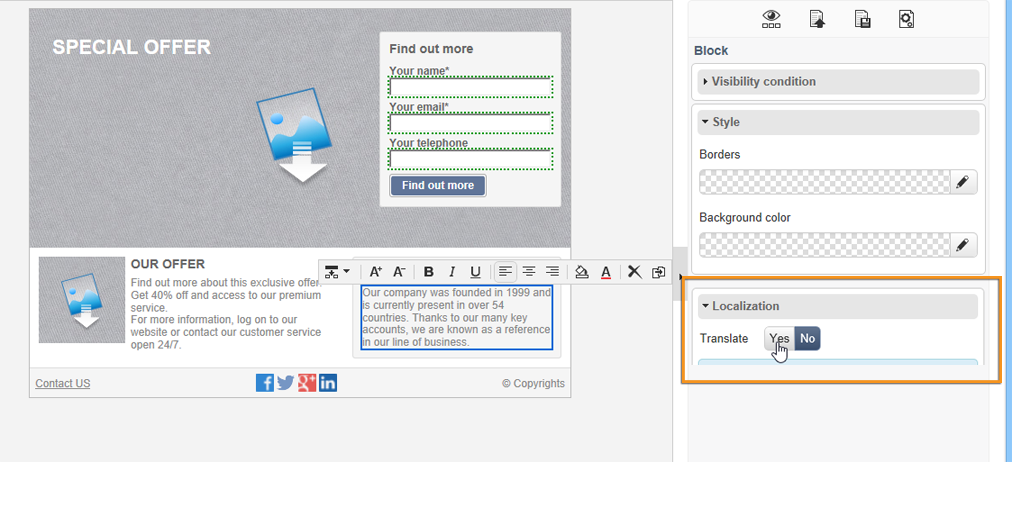 SPECIAL OFFER
Find out more
Your name*
Your email*
Your telephone
Find out more
OUR OFFER
Find out more about this exclusive offer.
Get 40% off and access to our premium
service.
For more information, log on to our
website or contact our customer service
open 24/7.
A+ A- B I U A
Our company was founded in 1999 and
is currently present in over 54
countries. Thanks to our many key
accounts, we are known as a reference
in our line of business.
Contact US
f g+ in
© Copyrights
Block
Visibility condition
Style
Borders
Background color
Localization
Translate Yes No